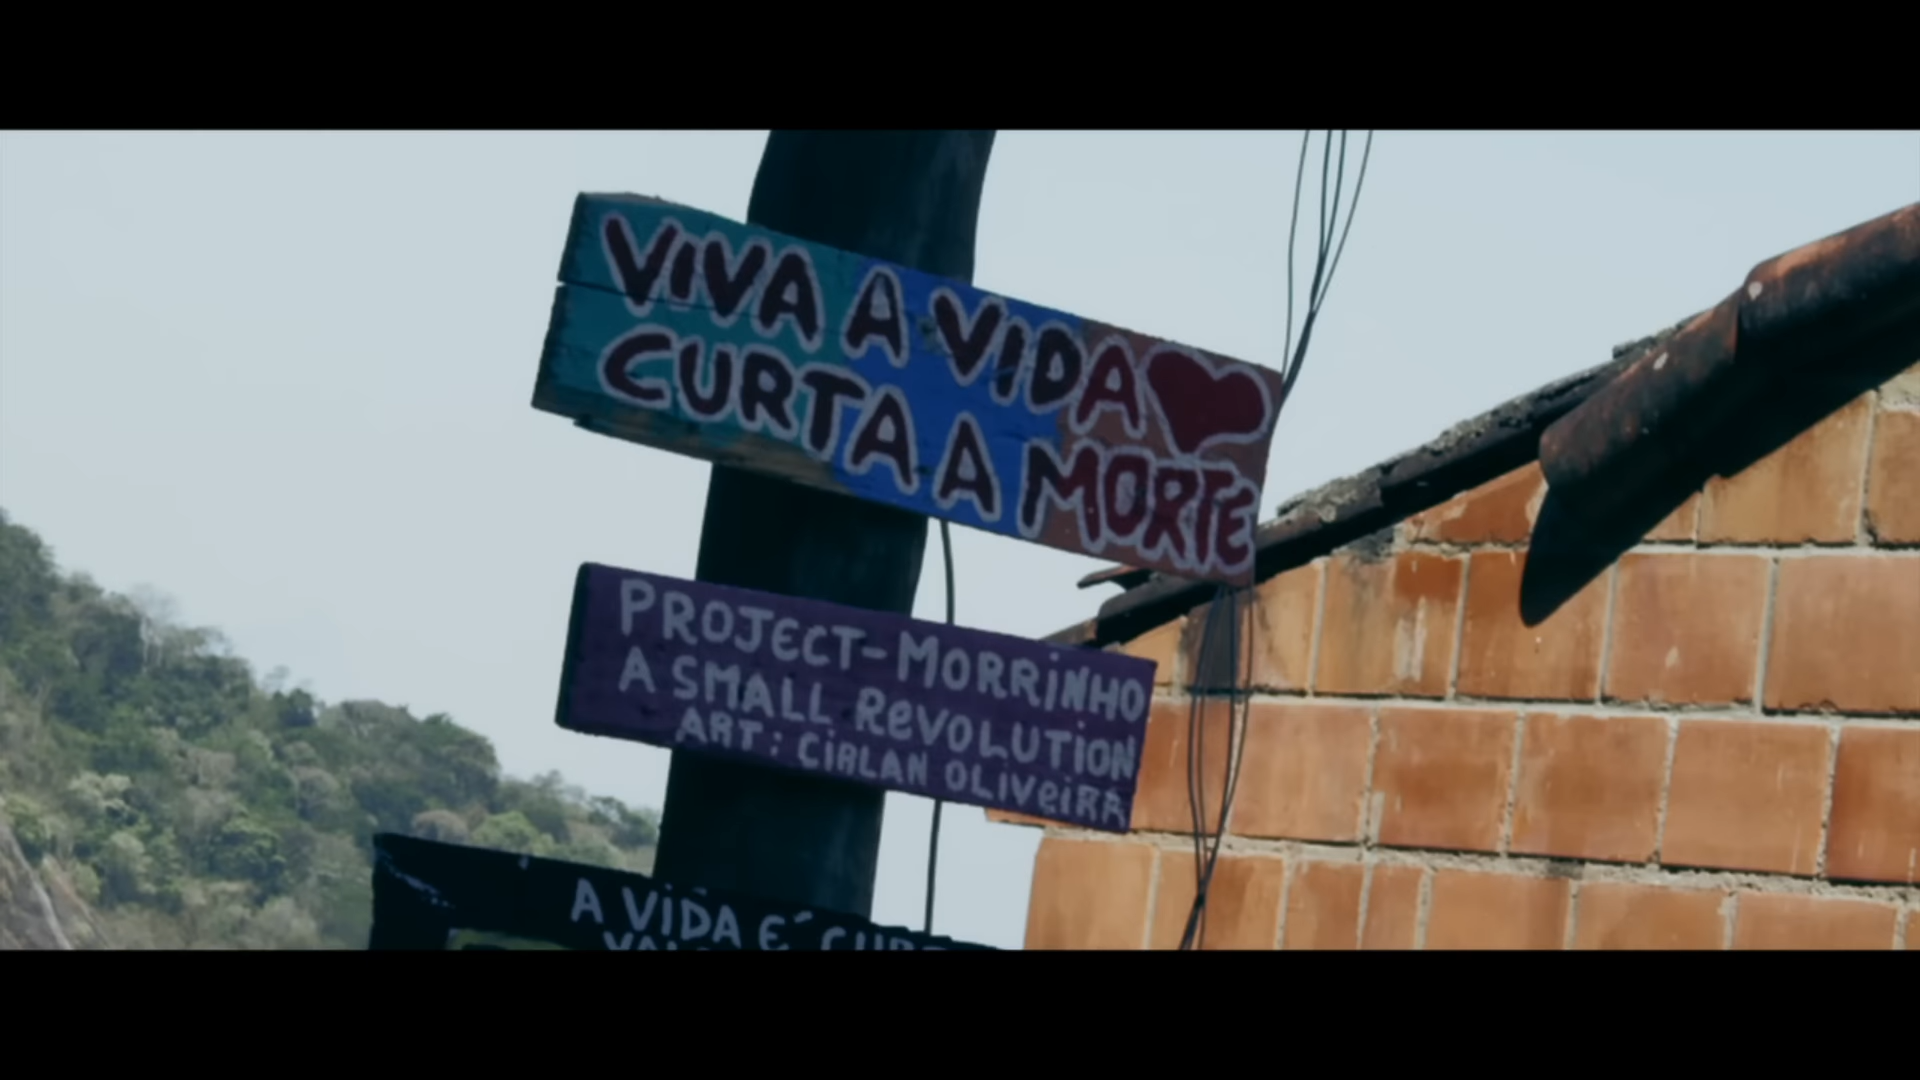 VIVA A VIDA
CURTA A MORTE
PROJECT-MORRINHO
A SMALL REVOLUTION
ART: CIRLAN OLIVEIRA
A VIDA É